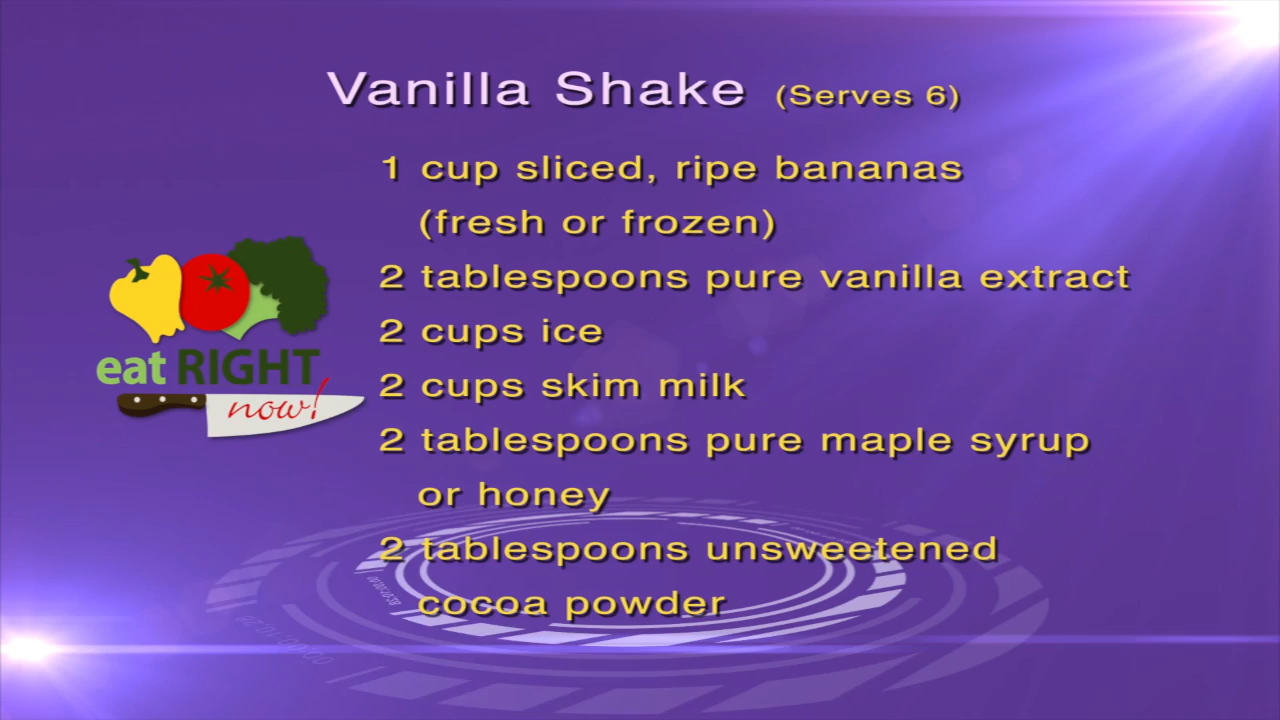 Vanilla Shake (Serves 6)
1 cup sliced, ripe bananas
(fresh or frozen)
2 tablespoons pure vanilla extract
2 cups ice
2 cups skim milk
2 tablespoons pure maple syrup
or honey
2 tablespoons unsweetened
cocoa powder
eat RIGHT
now!